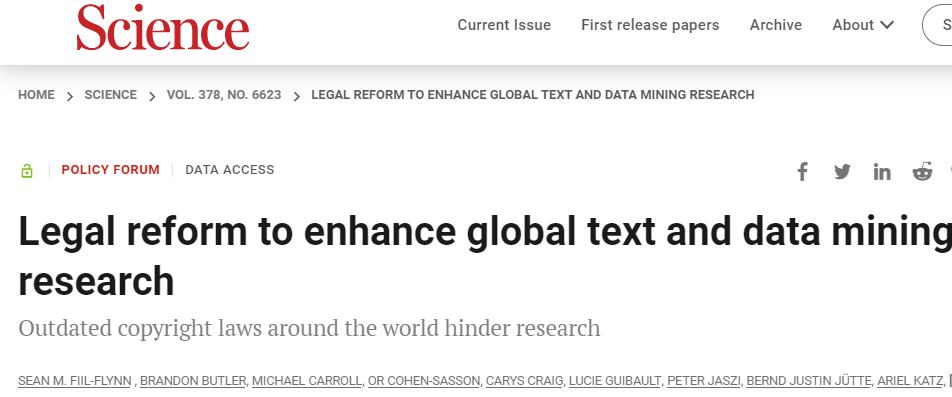 Science
Current Issue First release papers Archive About
HOME SCIENCE VOL. 378, NO. 6623 LEGAL REFORM TO ENHANCE GLOBAL TEXT AND DATA MINING RESEARCH
POLICY FORUM DATA ACCESS
Legal reform to enhance global text and data mining
research
Outdated copyright laws around the world hinder research
SEAN M. FIIL-FLYNN , BRANDON BUTLER, MICHAEL CARROLL, OR COHEN-SASSON, CARYS CRAIG, LUCIE GUIBAULT, PETER JASZI, BERND JUSTIN JÜTTE, ARIEL KATZ,